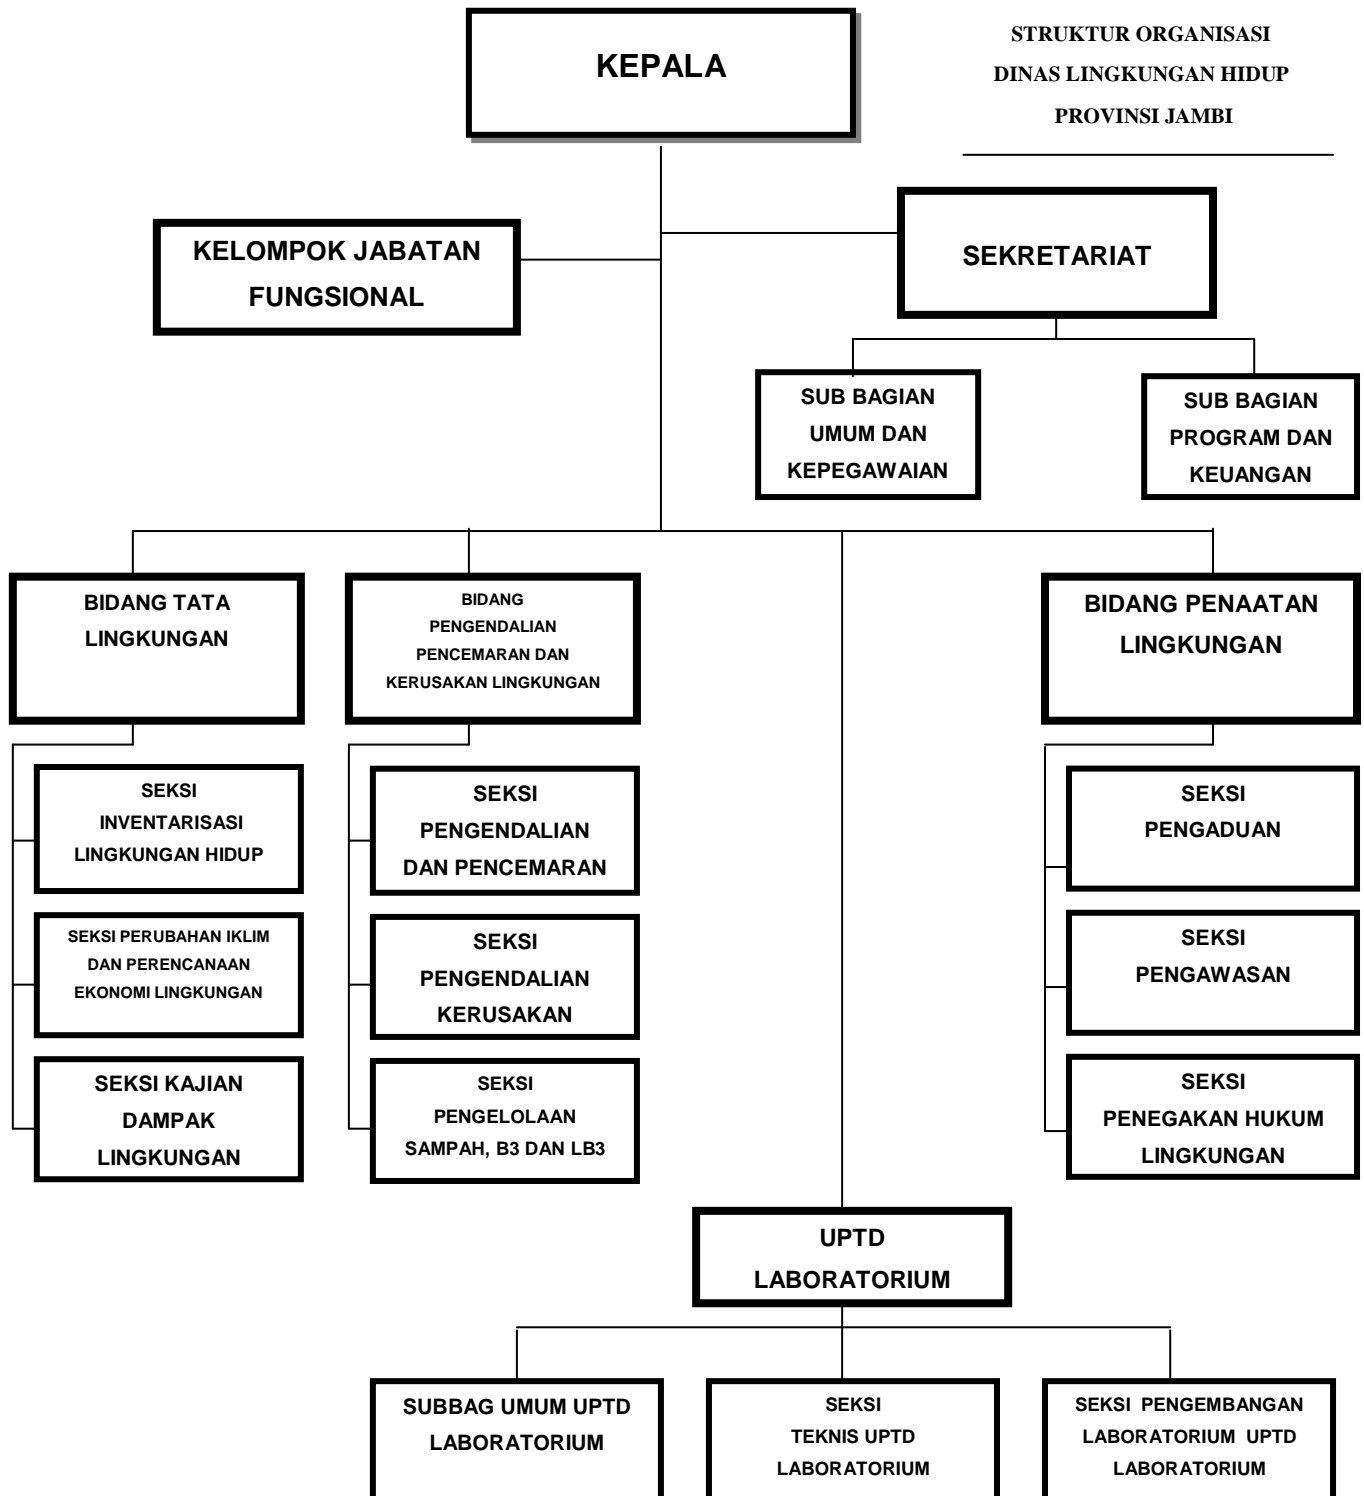 KEPALA
STRUKTUR ORGANISASI
DINAS LINGKUNGAN HIDUP
PROVINSI JAMBI
KELOMPOK JABATAN
FUNGSIONAL
SEKRETARIAT
SUB BAGIAN
UMUM DAN
KEPEGAWAIAN
SUB BAGIAN
PROGRAM DAN
KEUANGAN
BIDANG TATA
LINGKUNGAN
BIDANG
PENGENDALIAN
PENCEMARAN DAN
KERUSAKAN LINGKUNGAN
BIDANG PENAATAN
LINGKUNGAN
SEKSI
INVENTARISASI
LINGKUNGAN HIDUP
SEKSI PERUBAHAN IKLIM
DAN PERENCANAAN
EKONOMI LINGKUNGAN
SEKSI KAJIAN
DAMPAK
LINGKUNGAN
SEKSI
PENGENDALIAN
DAN PENCEMARAN
SEKSI
PENGENDALIAN
KERUSAKAN
SEKSI
PENGELOLAAN
SAMPAH, B3 DAN LB3
SEKSI
PENGADUAN
SEKSI
PENGAWASAN
SEKSI
PENEGAKAN HUKUM
LINGKUNGAN
UPTD
LABORATORIUM
SUBBAG UMUM UPTD
LABORATORIUM
SEKSI
TEKNIS UPTD
LABORATORIUM
SEKSI PENGEMBANGAN
LABORATORIUM UPTD
LABORATORIUM